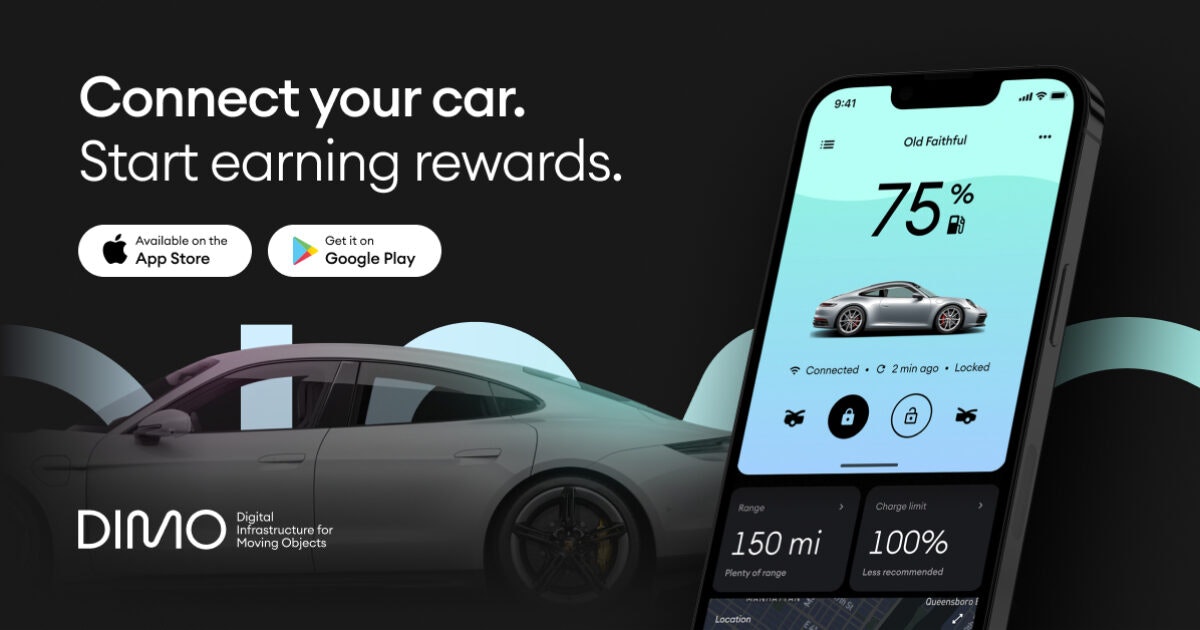 Connect your car.
Start earning rewards.
Available on the
App Store
Get it on
Google Play
DIMO
Digital
Infrastructure for
Moving Objects
9:41
Old Faithful
75%
Connected • 2 min ago • Locked
Range
150 mi
Plenty of range
Charge limit
100%
Less recommended
Location
Queensboro